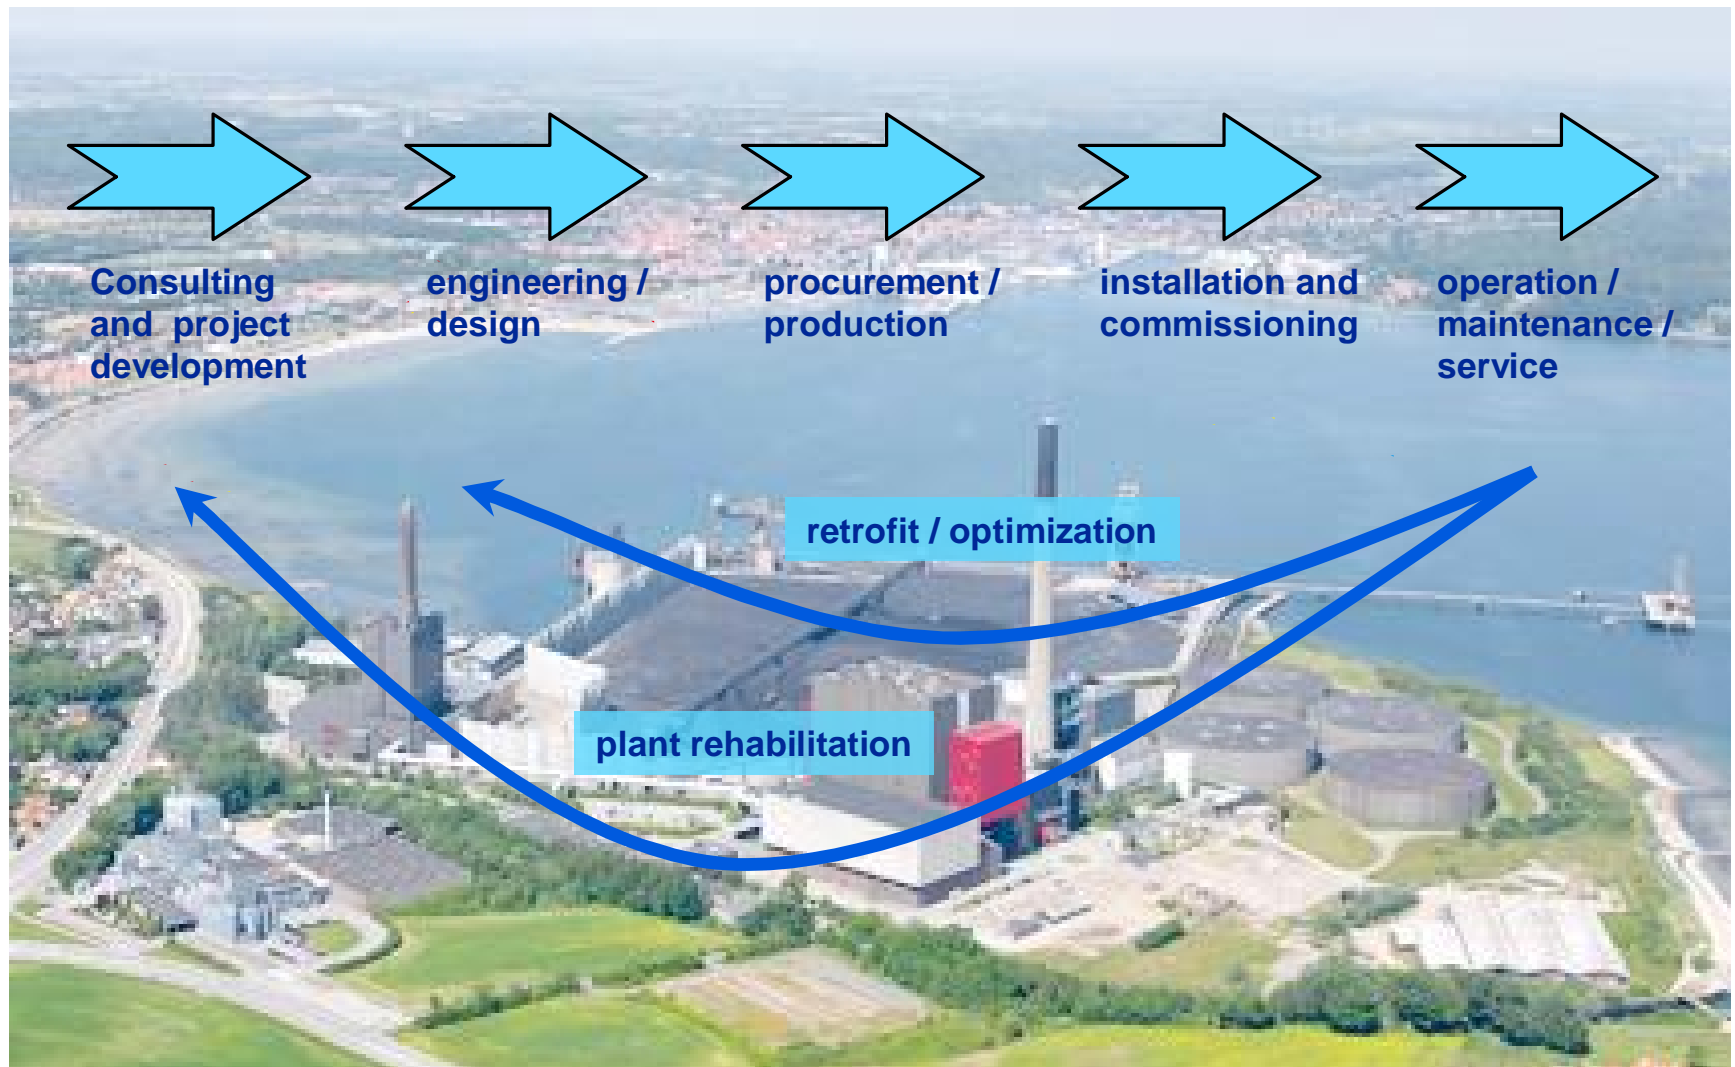 Consulting
and project
development
engineering /
design
procurement /
production
installation and
commissioning
operation /
maintenance /
service
retrofit / optimization
plant rehabilitation